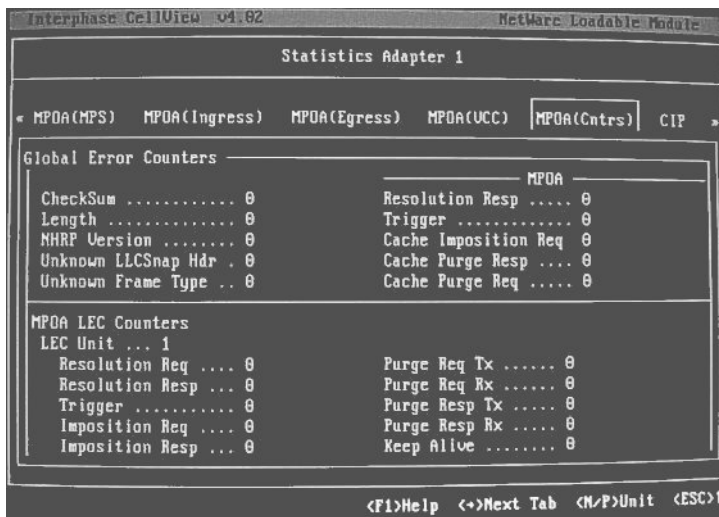 Interphase CellView v4.02 NetWare Loadable Module
Statistics Adapter 1
« MPOA(MPS) MPOA(Ingress) MPOA(Egress) MPOA(VCC) MPOA(Cntrs) CIP »
Global Error Counters
MPOA
CheckSum ............ 0 Resolution Resp ..... 0
Length .............. 0 Trigger ............. 0
NHRP Version ........ 0 Cache Imposition Req 0
Unknown LLCSnap Hdr . 0 Cache Purge Resp .... 0
Unknown Frame Type .. 0 Cache Purge Req ..... 0
MPOA LEC Counters
LEC Unit ... 1
Resolution Req .... 0 Purge Req Tx ...... 0
Resolution Resp ... 0 Purge Req Rx ...... 0
Trigger ........... 0 Purge Resp Tx ..... 0
Imposition Req .... 0 Purge Resp Rx ..... 0
Imposition Resp ... 0 Keep Alive ........ 0
<F1>Help <→>Next Tab <N/P>Unit <ESC>